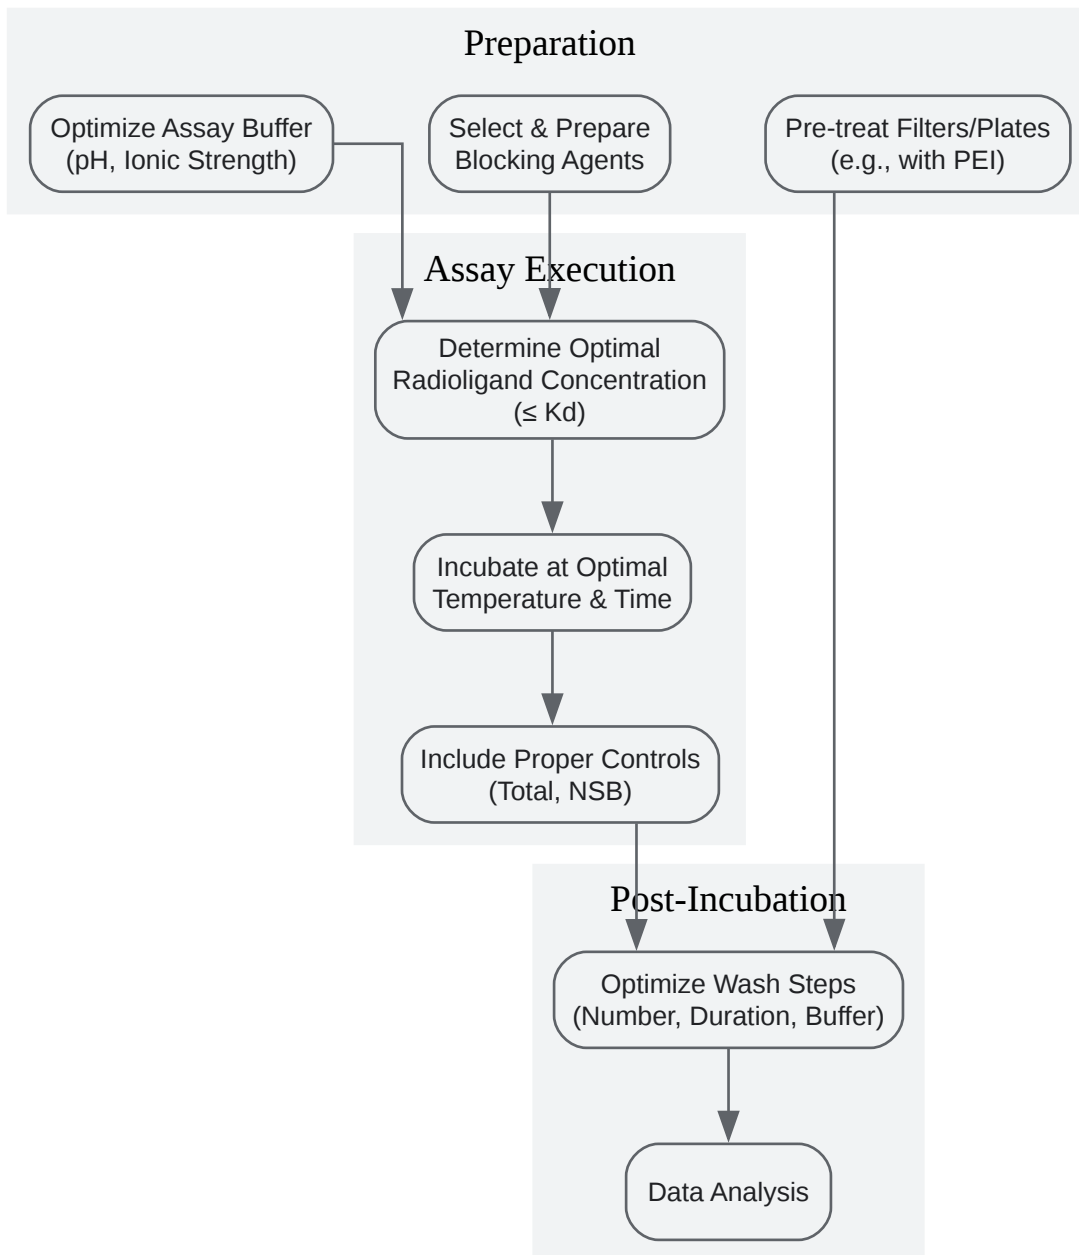 Preparation
Optimize Assay Buffer
(pH, Ionic Strength)
Select & Prepare
Blocking Agents
Pre-treat Filters/Plates
(e.g., with PEI)
Assay Execution
Determine Optimal
Radioligand Concentration
(≤ Kd)
Incubate at Optimal
Temperature & Time
Include Proper Controls
(Total, NSB)
Post-Incubation
Optimize Wash Steps
(Number, Duration, Buffer)
Data Analysis